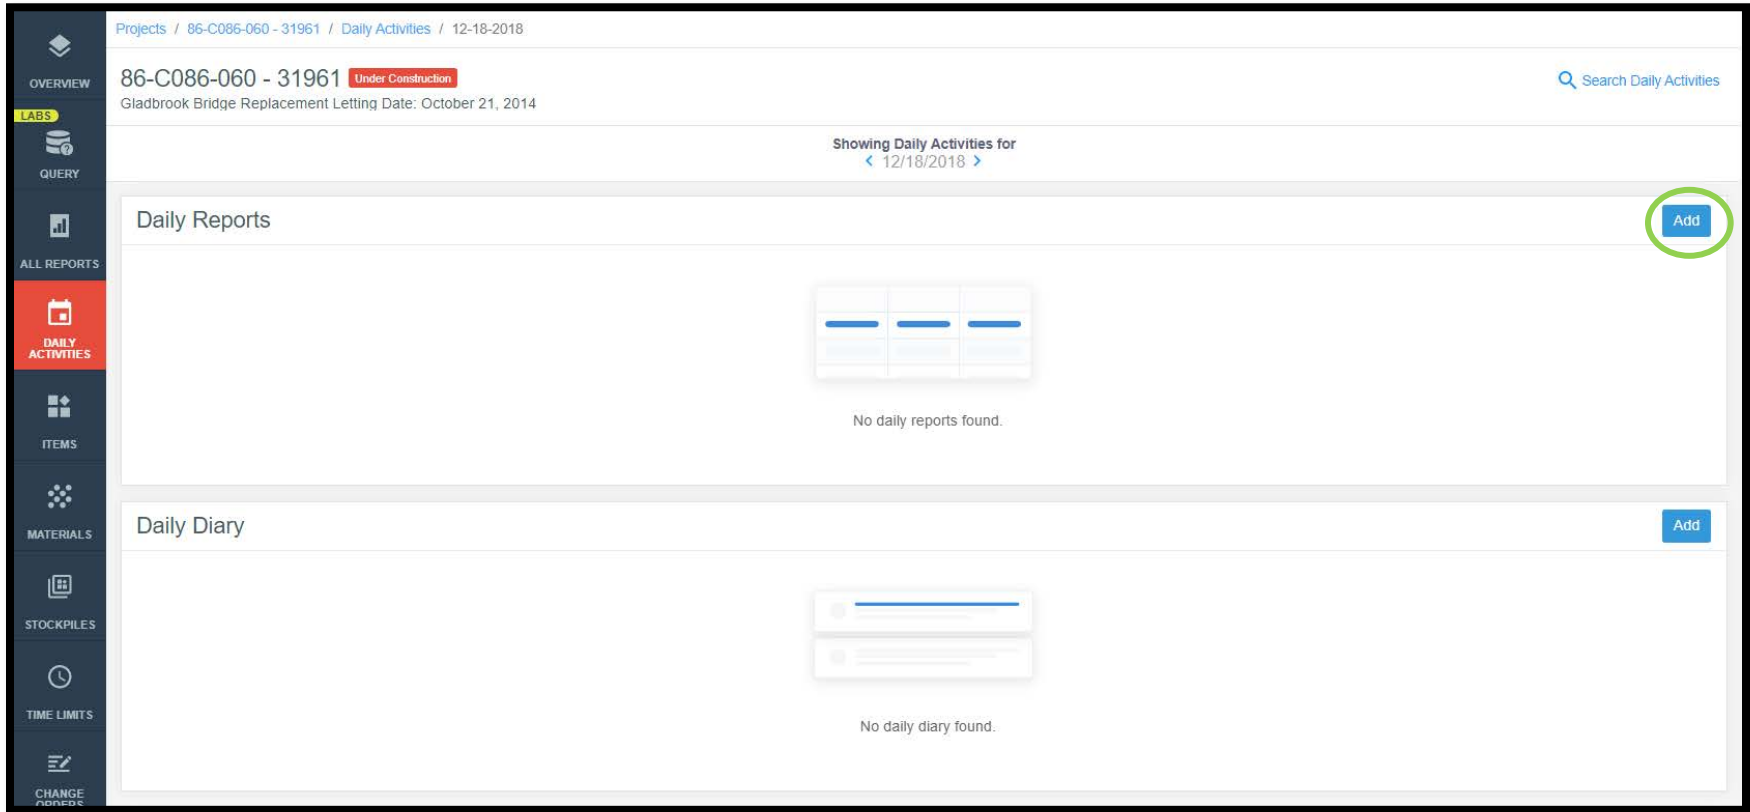 Projects / 86-C086-060 - 31961 / Daily Activities / 12-18-2018
86-C086-060 - 31961 Under Construction
Gladbrook Bridge Replacement Letting Date: October 21, 2014
Search Daily Activities
Showing Daily Activities for
< 12/18/2018 >
OVERVIEW
LABS
QUERY
ALL REPORTS
DAILY
ACTIVITIES
ITEMS
MATERIALS
STOCKPILES
TIME LIMITS
CHANGE
ORDERS
Daily Reports
Add
No daily reports found.
Daily Diary
Add
No daily diary found.